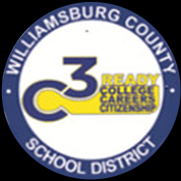 WILLIAMSBURG COUNTY
C3
READY
COLLEGE
CAREERS
CITIZENSHIP
SCHOOL DISTRICT